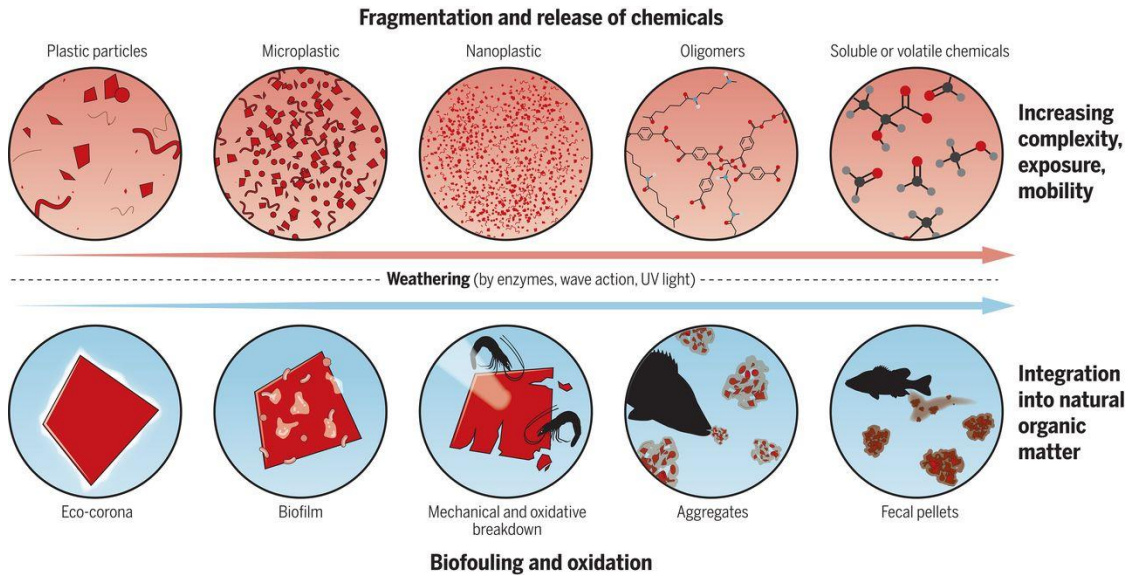 Fragmentation and release of chemicals
Plastic particles
Microplastic
Nanoplastic
Oligomers
Soluble or volatile chemicals
Increasing
complexity,
exposure,
mobility
Weathering (by enzymes, wave action, UV light)
Integration
into natural
organic
matter
Eco-corona
Biofilm
Mechanical and oxidative
breakdown
Aggregates
Fecal pellets
Biofouling and oxidation